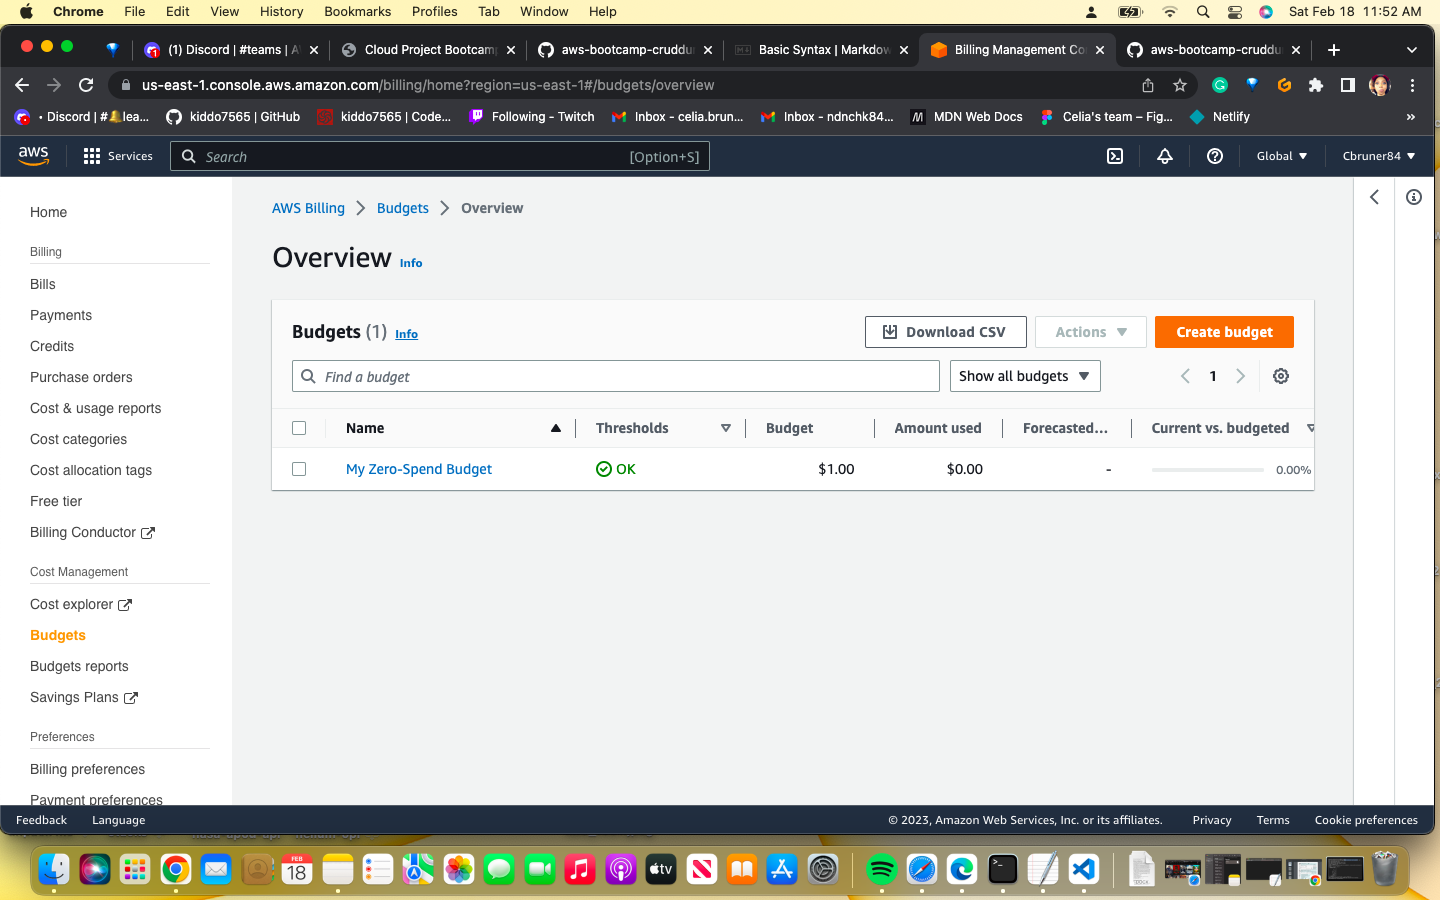 Chrome File Edit View History Bookmarks Profiles Tab Window Help Sat Feb 18 11:52 AM
(1) Discord | #teams | A Cloud Project Bootcamp aws-bootcamp-cruddu Basic Syntax | Markdow Billing Management Co aws-bootcamp-cruddu
us-east-1.console.aws.amazon.com/billing/home?region=us-east-1#/budgets/overview
• Discord | #🔔lea... kiddo7565 | GitHub kiddo7565 | Code... Following - Twitch Inbox - celia.brun... Inbox - ndnchk84... MDN Web Docs Celia's team – Fig... Netlify »
aws Services Search [Option+S] Global Cbruner84
Home
Billing
Bills
Payments
Credits
Purchase orders
Cost & usage reports
Cost categories
Cost allocation tags
Free tier
Billing Conductor
Cost Management
Cost explorer
Budgets
Budgets reports
Savings Plans
Preferences
Billing preferences
Payment preferences
AWS Billing > Budgets > Overview
Overview Info
Budgets (1) Info Download CSV Actions Create budget
Find a budget Show all budgets 1
Name Thresholds Budget Amount used Forecasted... Current vs. budgeted
My Zero-Spend Budget OK $1.00 $0.00 - 0.00%
Feedback Language © 2023, Amazon Web Services, Inc. or its affiliates. Privacy Terms Cookie preferences
FEB
18
tv
DOCX